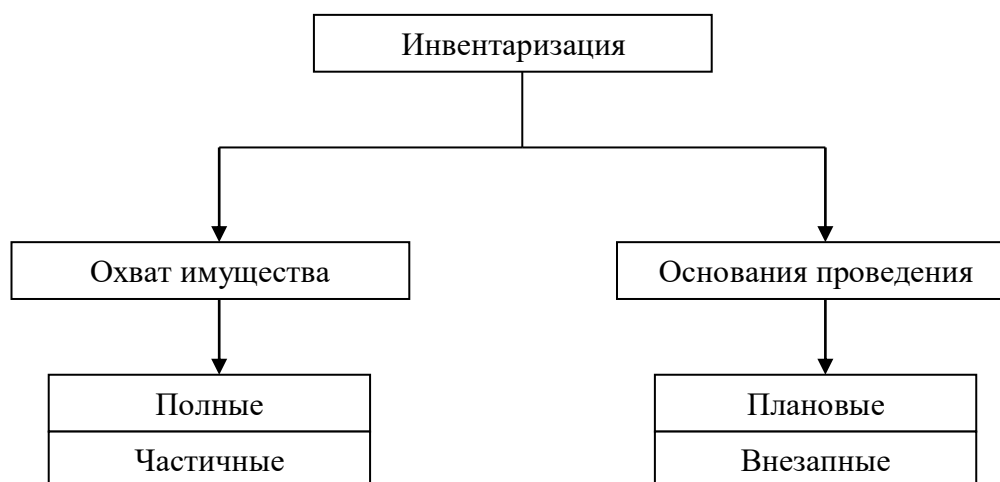 Инвентаризация
Охват имущества
Основания проведения
Полные
Плановые
Частичные
Внезапные